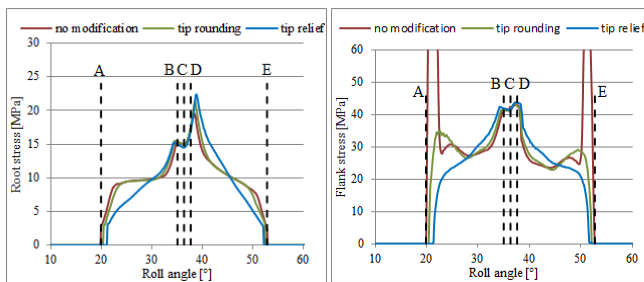 no modification tip rounding tip relief
30
25
20
15
10
5
0
Root stress [MPa]
A B C D E
10 20 30 40 50 60
Roll angle [°]
no modification tip rounding tip relief
60
50
40
30
20
10
0
Flank stress [MPa]
A B C D E
10 20 30 40 50 60
Roll angle [°]